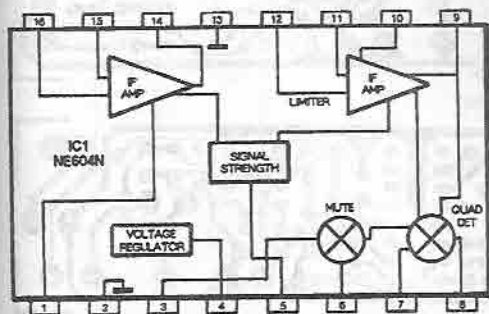 16 15 14 13 12 11 10 9
IF
AMP
IF
AMP
LIMITER
IC1
NE604N
SIGNAL
STRENGTH
MUTE
QUAD
DET
VOLTAGE
REGULATOR
1 2 3 4 5 6 7 8